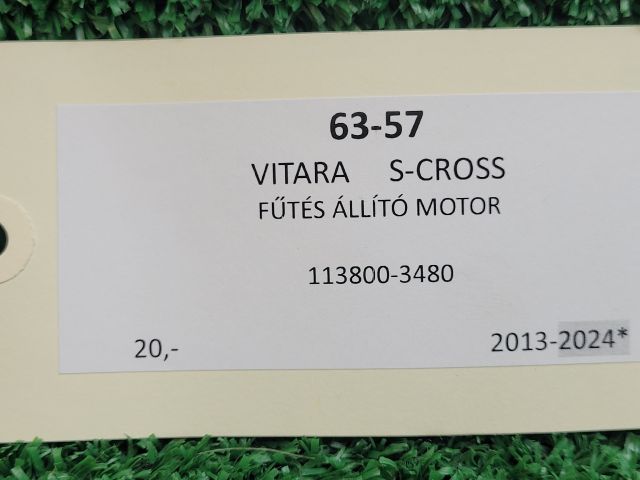 63-57
VITARA S-CROSS
FŰTÉS ÁLLÍTÓ MOTOR
113800-3480
20,- 2013-2024*